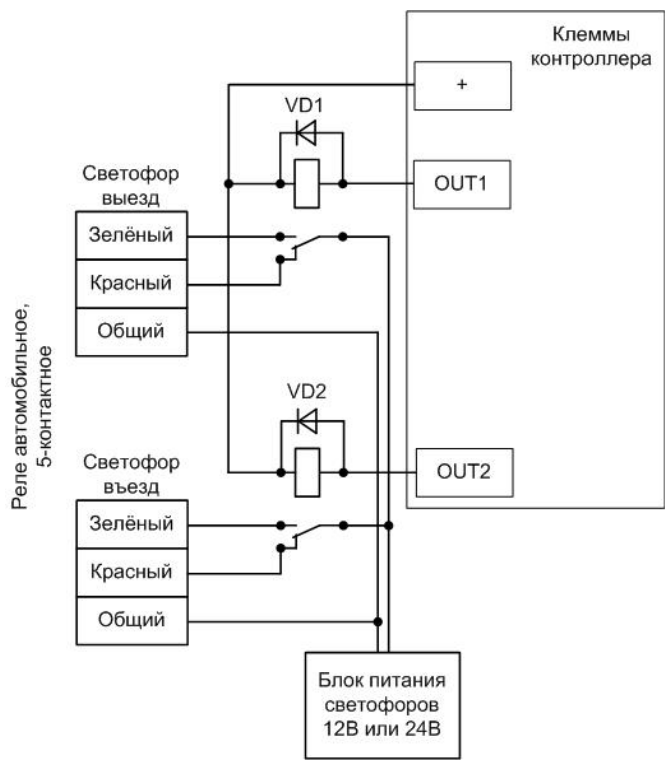 Клеммы
контроллера
+
VD1
OUT1
Светофор
выезд
Зелёный
Красный
Общий
Реле автомобильное,
5-контактное
VD2
OUT2
Светофор
въезд
Зелёный
Красный
Общий
Блок питания
светофоров
12В или 24В